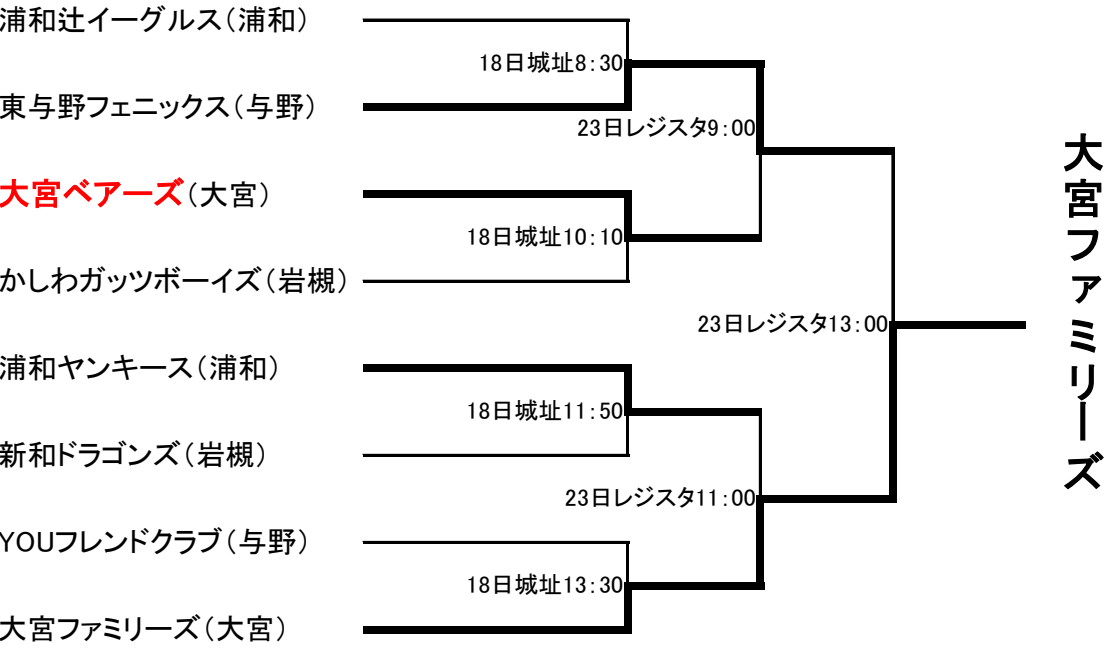 浦和辻イーグルス（浦和）
18日城址8：30
東与野フェニックス（与野）
23日レジスタ9：00
大宮ベアーズ（大宮）
18日城址10：10
かしわガッツボーイズ（岩槻）
23日レジスタ13：00
大宮ファミリーズ
浦和ヤンキース（浦和）
18日城址11：50
新和ドラゴンズ（岩槻）
23日レジスタ11：00
YOUフレンドクラブ（与野）
18日城址13：30
大宮ファミリーズ（大宮）